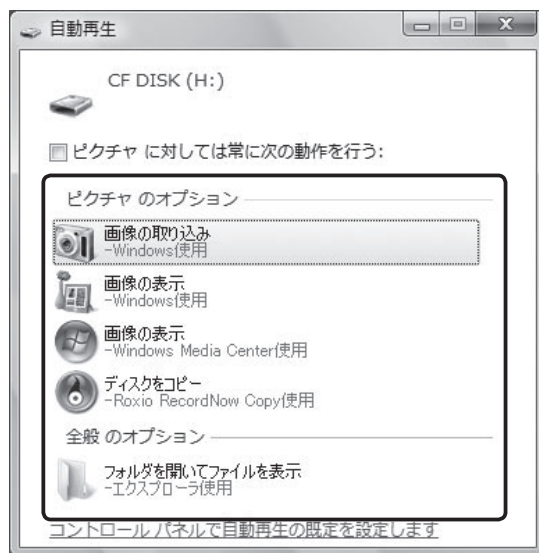 自動再生
CF DISK (H:)
ピクチャ に対しては常に次の動作を行う:
ピクチャ のオプション
画像の取り込み
-Windows使用
画像の表示
-Windows使用
画像の表示
-Windows Media Center使用
ディスクをコピー
-Roxio RecordNow Copy使用
全般 のオプション
フォルダを開いてファイルを表示
-エクスプローラ使用
コントロール パネルで自動再生の既定を設定します